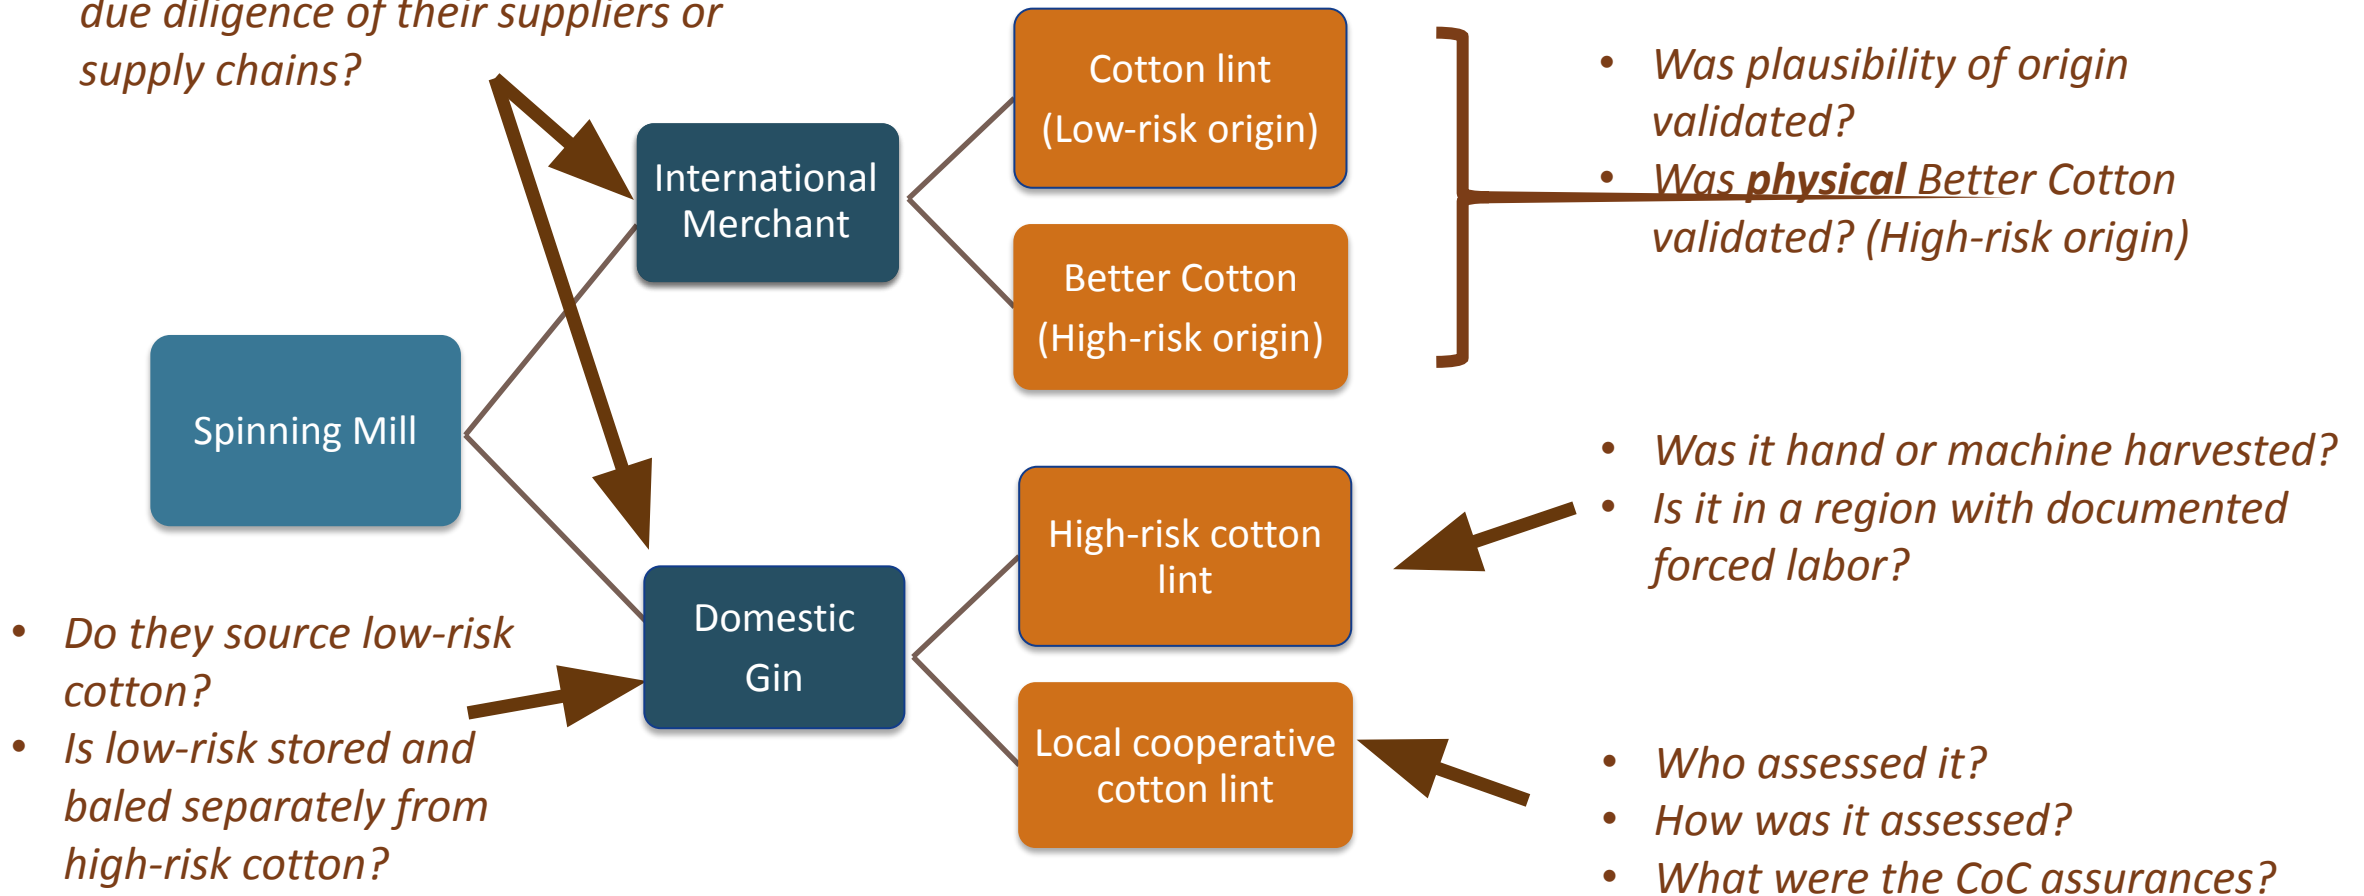 due diligence of their suppliers or
supply chains?
Cotton lint
(Low-risk origin)
International
Merchant
Better Cotton
(High-risk origin)
• Was plausibility of origin
validated?
• Was physical Better Cotton
validated? (High-risk origin)
Spinning Mill
• Was it hand or machine harvested?
• Is it in a region with documented
forced labor?
High-risk cotton
lint
Domestic
Gin
• Do they source low-risk
cotton?
• Is low-risk stored and
baled separately from
high-risk cotton?
Local cooperative
cotton lint
• Who assessed it?
• How was it assessed?
• What were the CoC assurances?